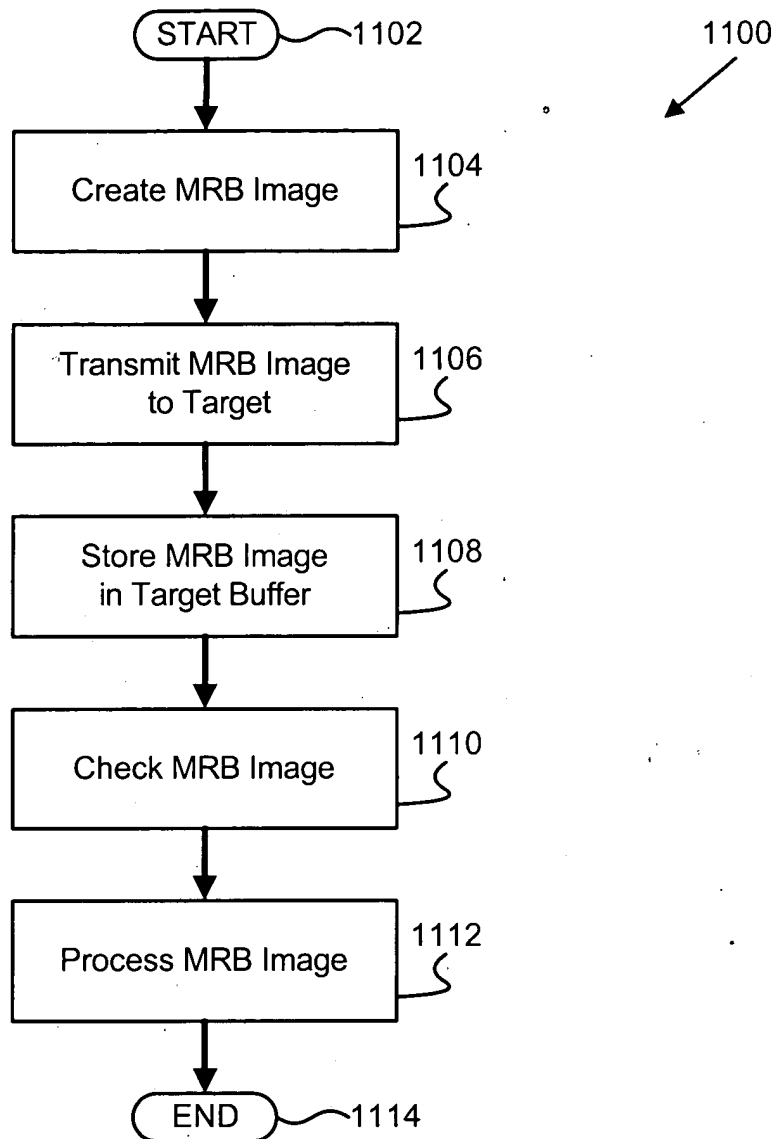 START
1102
1100
Create MRB Image
1104
Transmit MRB Image
to Target
1106
Store MRB Image
in Target Buffer
1108
Check MRB Image
1110
Process MRB Image
1112
END
1114